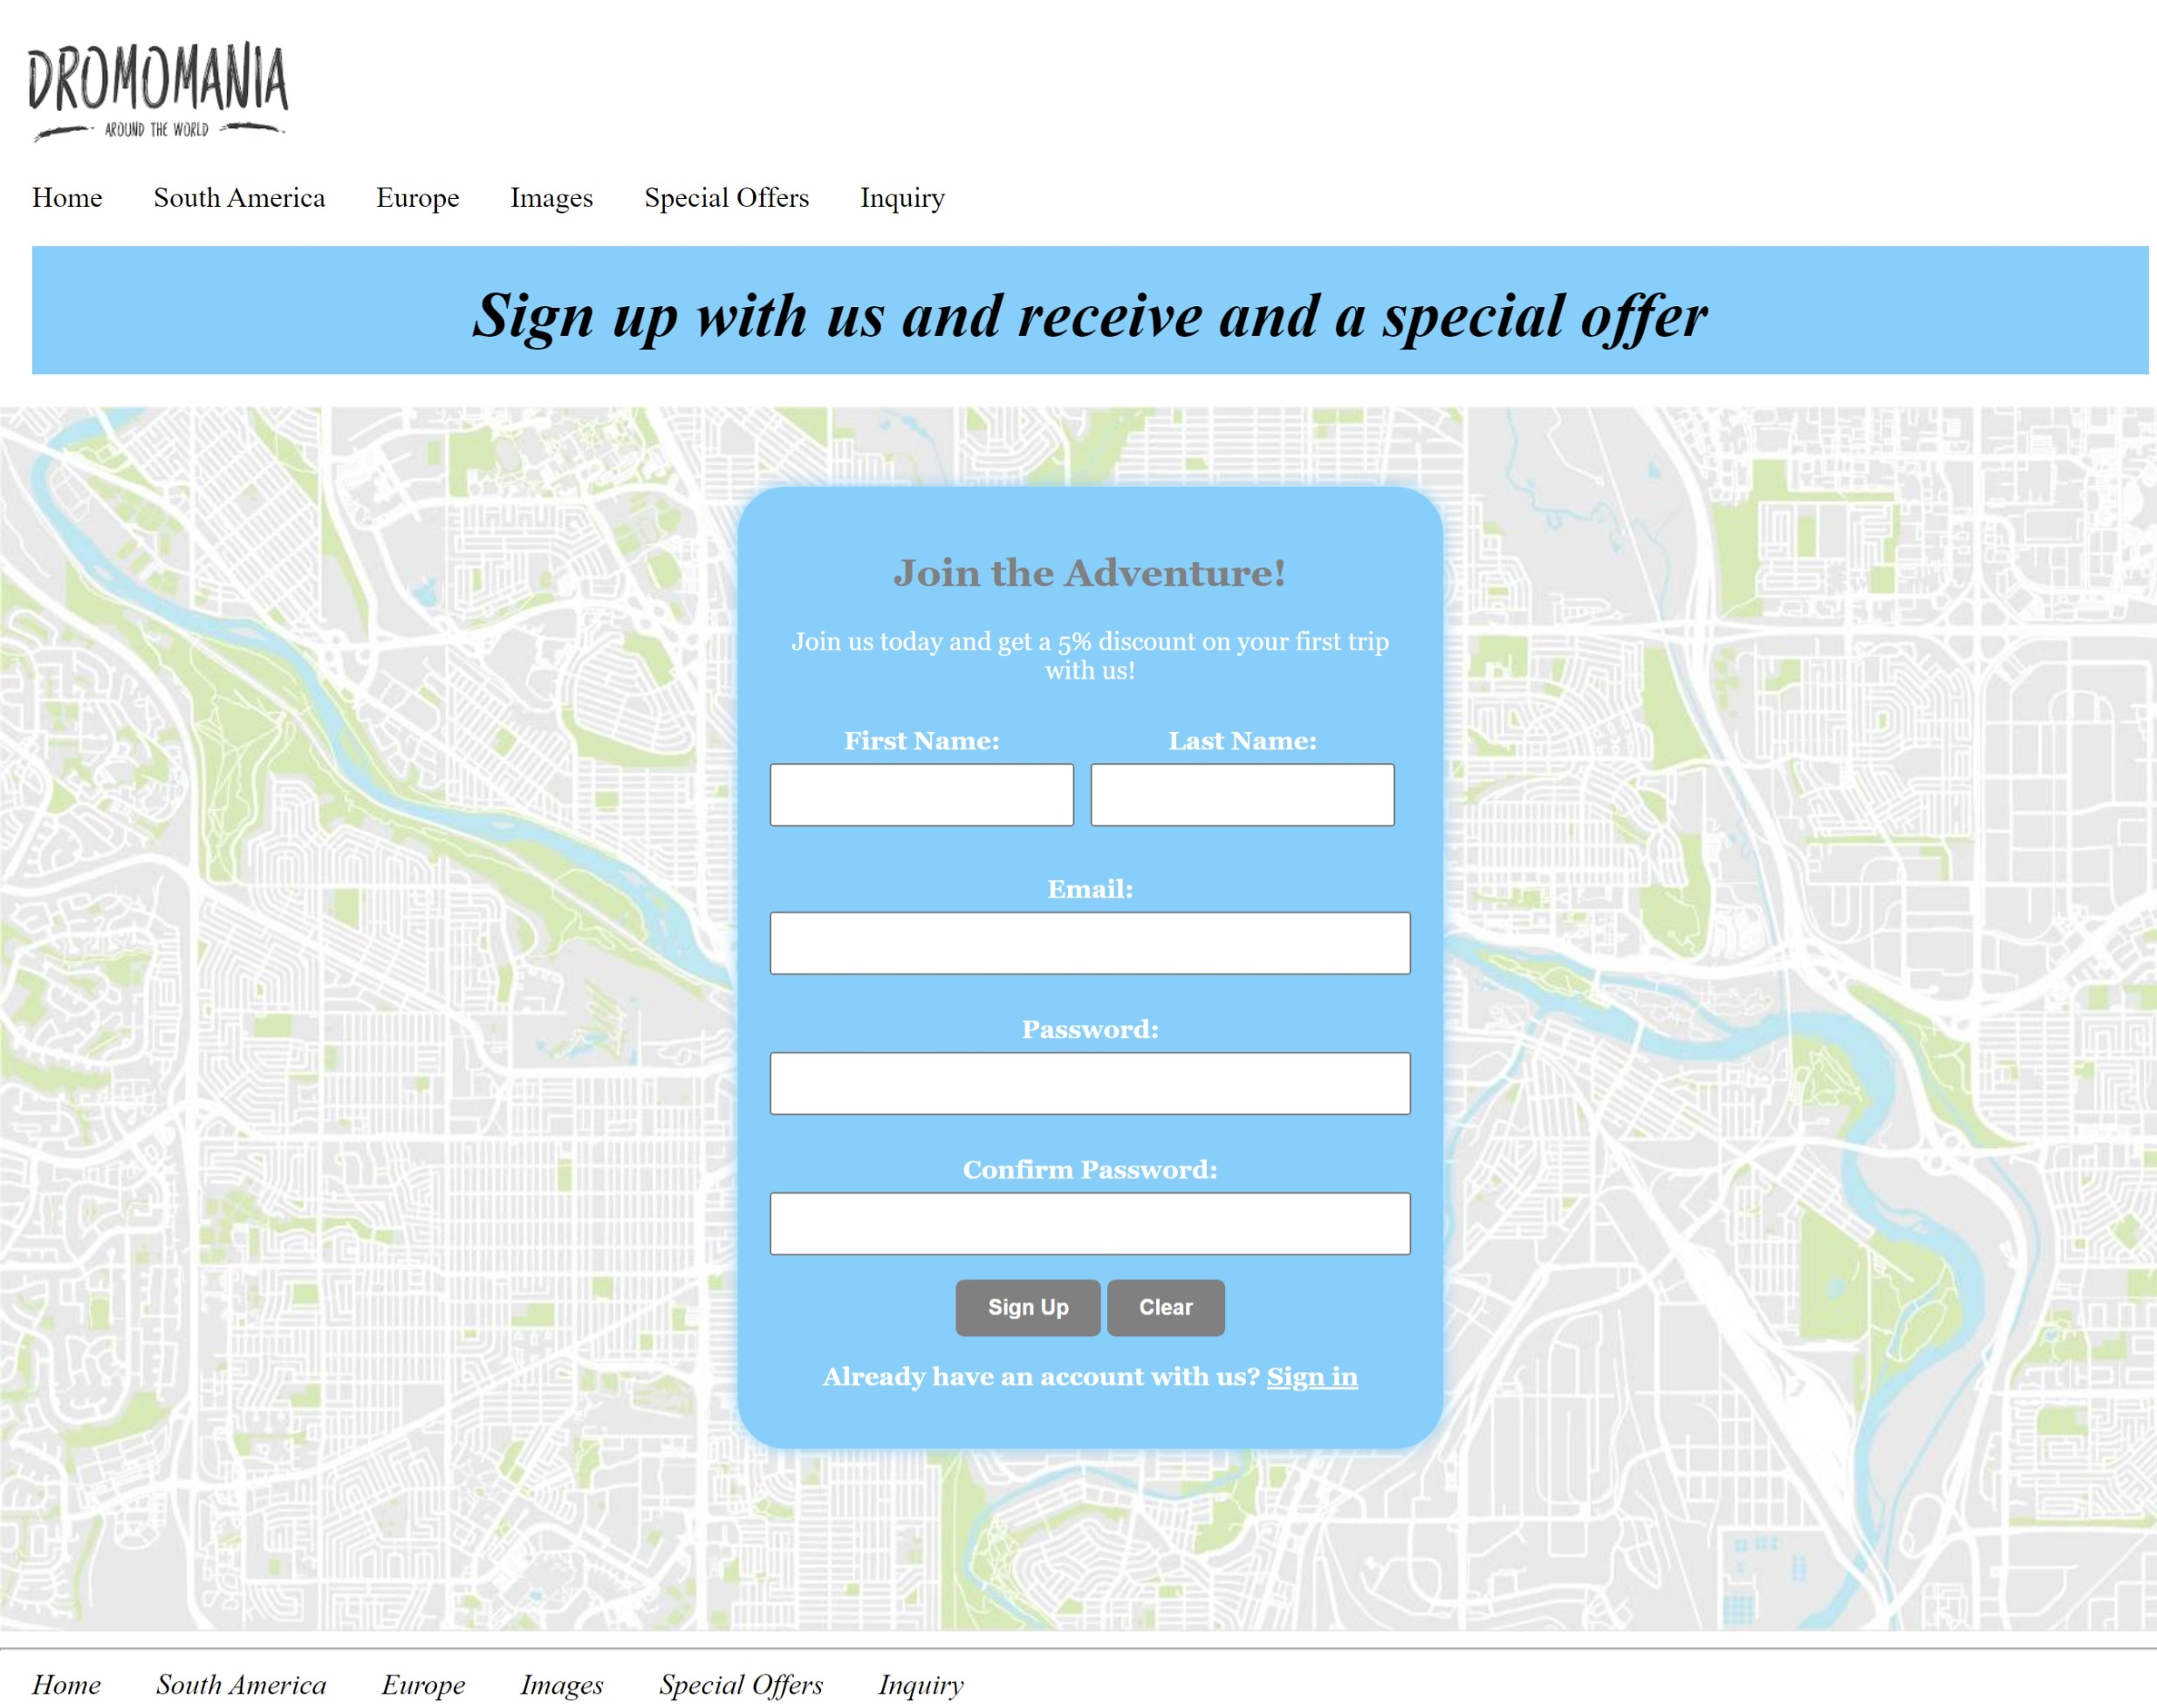 DROMOMANIA
AROUND THE WORLD
Home South America Europe Images Special Offers Inquiry
Sign up with us and receive and a special offer
Join the Adventure!
Join us today and get a 5% discount on your first trip
with us!
First Name: Last Name:
Email:
Password:
Confirm Password:
Sign Up Clear
Already have an account with us? Sign in
Home South America Europe Images Special Offers Inquiry